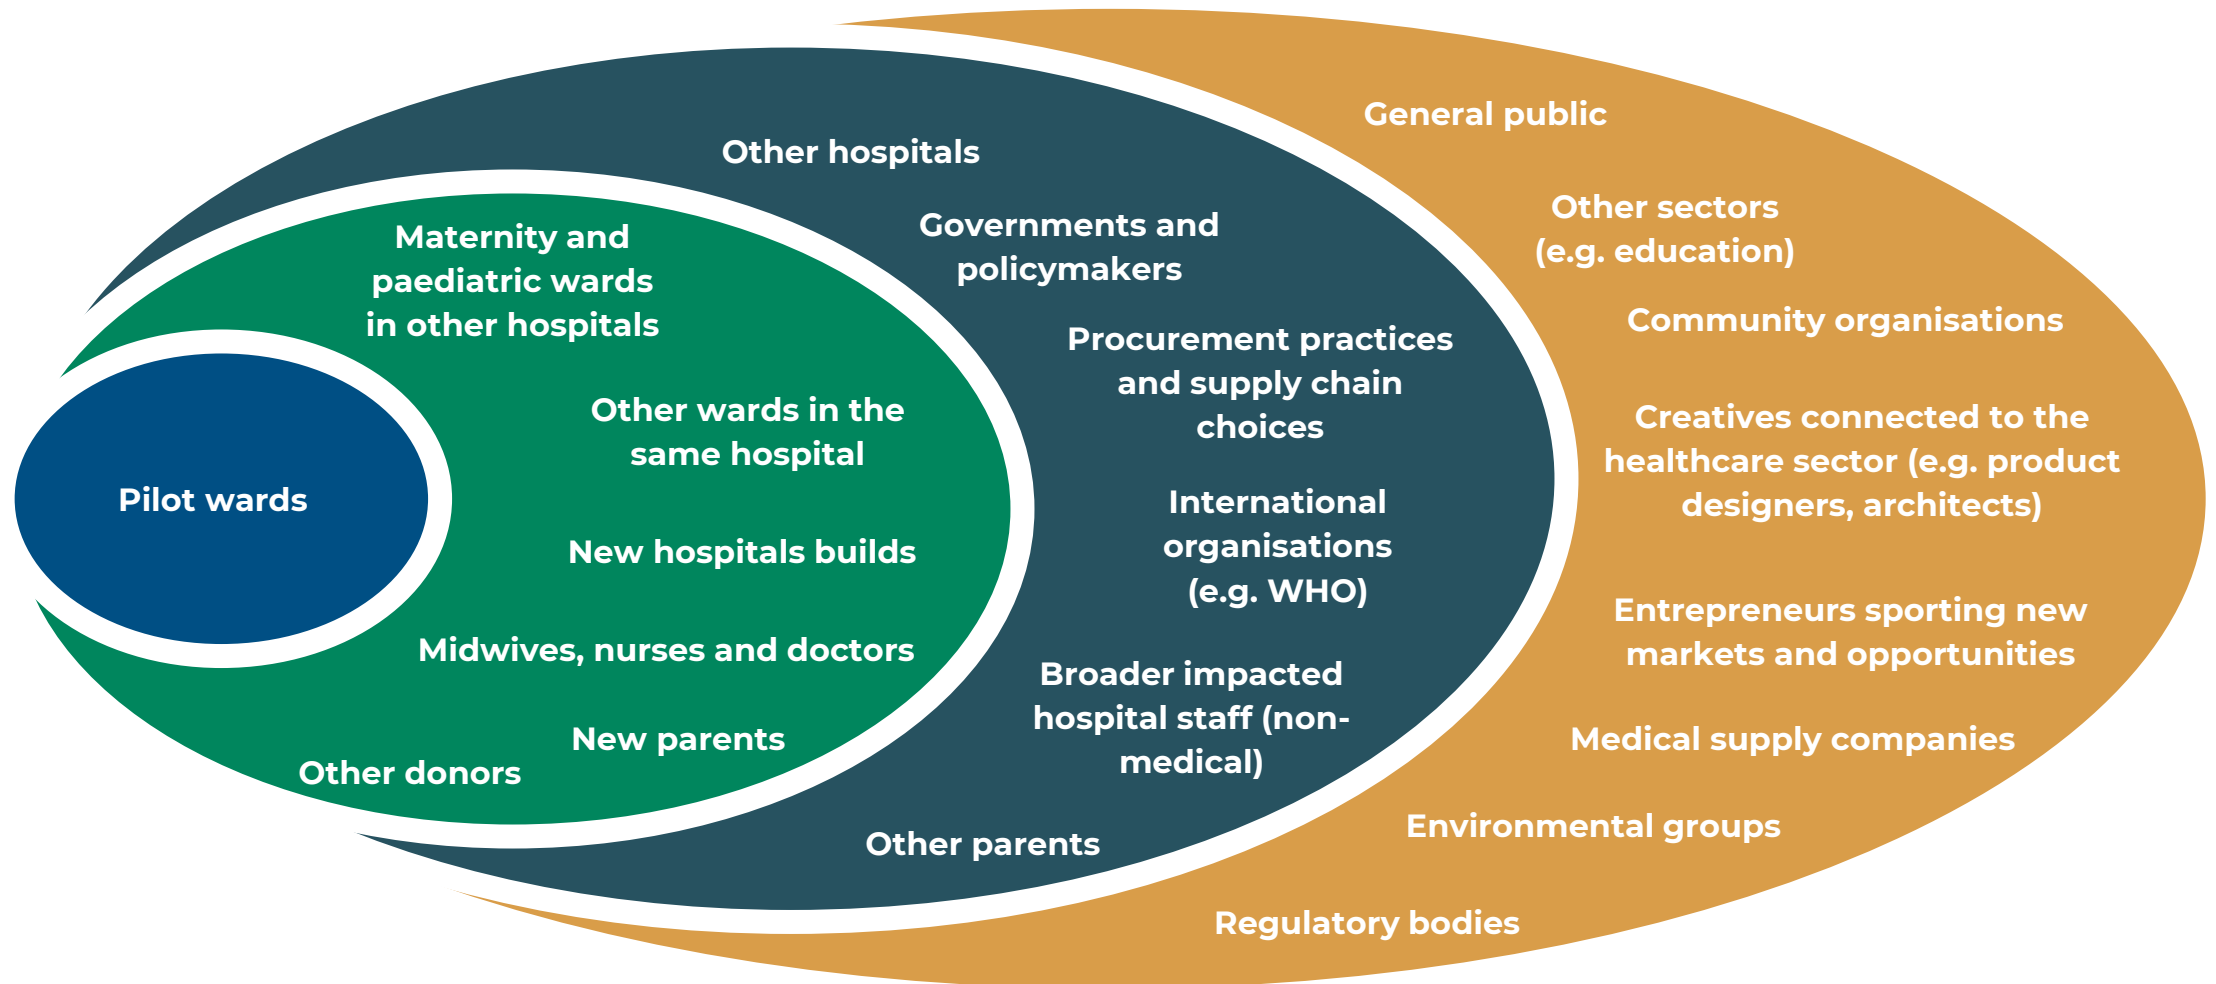 Pilot wards
Maternity and
paediatric wards
in other hospitals
Other wards in the
same hospital
New hospitals builds
Midwives, nurses and doctors
New parents
Other donors
Other hospitals
Governments and
policymakers
Procurement practices
and supply chain
choices
International
organisations
(e.g. WHO)
Broader impacted
hospital staff (non-
medical)
Other parents
General public
Other sectors
(e.g. education)
Community organisations
Creatives connected to the
healthcare sector (e.g. product
designers, architects)
Entrepreneurs sporting new
markets and opportunities
Medical supply companies
Environmental groups
Regulatory bodies